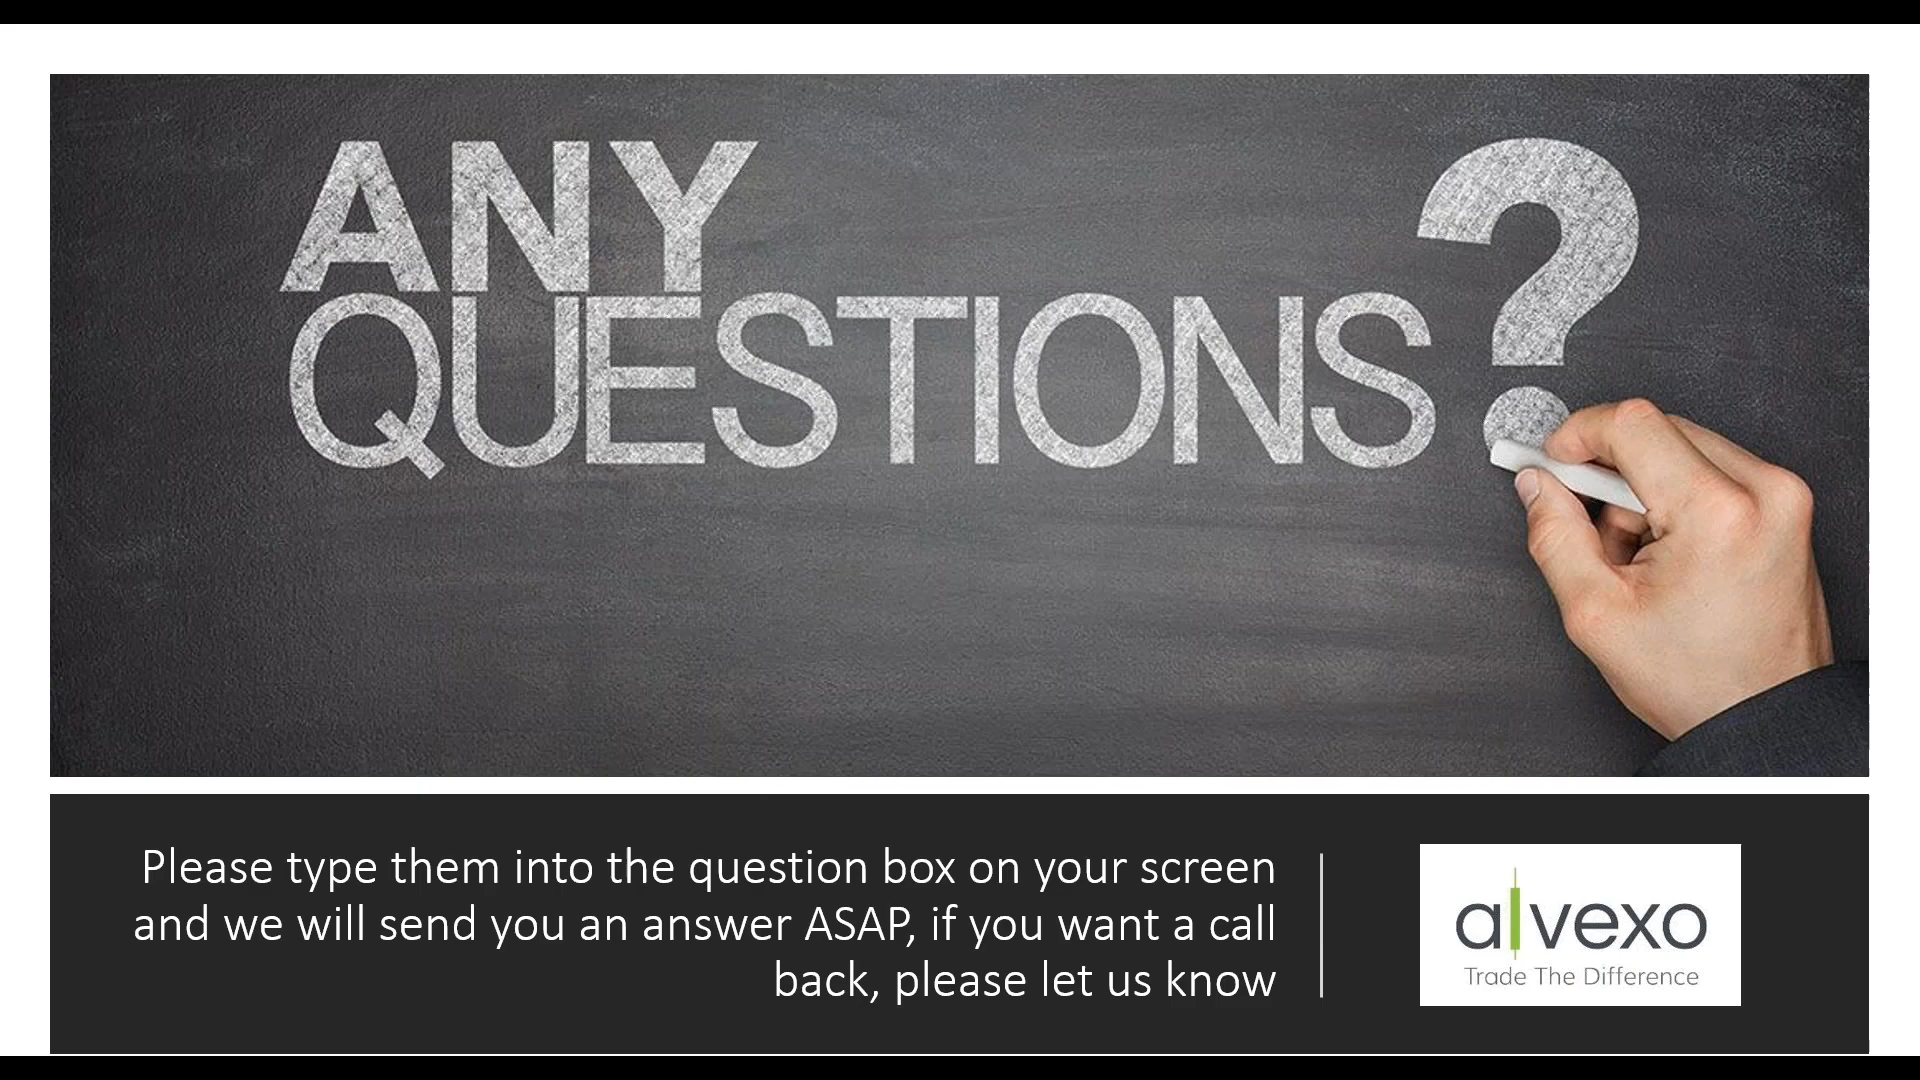 ANY
QUESTIONS?
Please type them into the question box on your screen
and we will send you an answer ASAP, if you want a call
back, please let us know
alvexo
Trade The Difference